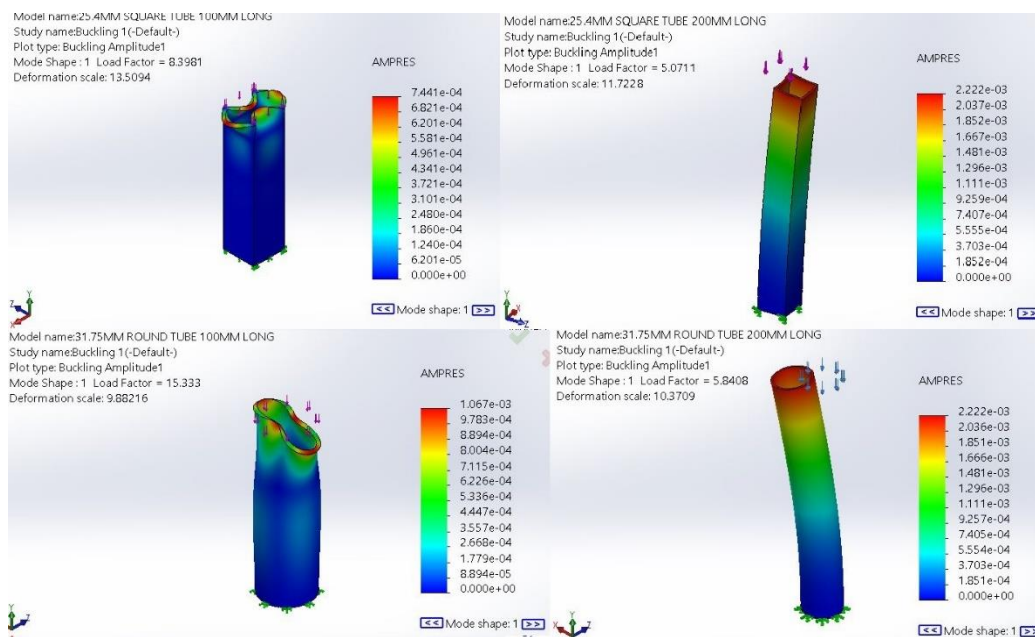 Model name:25.4MM SQUARE TUBE 100MM LONG
Study name:Buckling 1(-Default-)
Plot type: Buckling Amplitude1
Mode Shape : 1 Load Factor = 8.3981
Deformation scale: 13.5094
AMPRES
7.441e-04
6.821e-04
6.201e-04
5.581e-04
4.961e-04
4.341e-04
3.721e-04
3.101e-04
2.480e-04
1.860e-04
1.240e-04
6.201e-05
0.000e+00
<< Mode shape: 1 >>
Z
Y
X
Model name:25.4MM SQUARE TUBE 200MM LONG
Study name:Buckling 1(-Default-)
Plot type: Buckling Amplitude1
Mode Shape : 1 Load Factor = 5.0711
Deformation scale: 11.7228
AMPRES
2.222e-03
2.037e-03
1.852e-03
1.667e-03
1.481e-03
1.296e-03
1.111e-03
9.259e-04
7.407e-04
5.555e-04
3.703e-04
1.852e-04
0.000e+00
<< Mode shape: 1 >>
Y
X
Z
Model name:31.75MM ROUND TUBE 100MM LONG
Study name:Buckling 1(-Default-)
Plot type: Buckling Amplitude1
Mode Shape : 1 Load Factor = 15.333
Deformation scale: 9.88216
AMPRES
1.067e-03
9.783e-04
8.894e-04
8.004e-04
7.115e-04
6.226e-04
5.336e-04
4.447e-04
3.557e-04
2.668e-04
1.779e-04
8.894e-05
0.000e+00
<< Mode shape: 1 >>
Y
Z
Model name:31.75MM ROUND TUBE 200MM LONG
Study name:Buckling 1(-Default-)
Plot type: Buckling Amplitude1
Mode Shape : 1 Load Factor = 5.8408
Deformation scale: 10.3709
AMPRES
2.222e-03
2.036e-03
1.851e-03
1.666e-03
1.481e-03
1.296e-03
1.111e-03
9.257e-04
7.405e-04
5.554e-04
3.703e-04
1.851e-04
0.000e+00
<< Mode shape: 1 >>
X
Y
Z